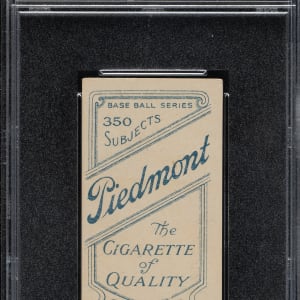 BASE BALL SERIES
350
SUBJECTS
Piedmont
The
CIGARETTE
of
QUALITY